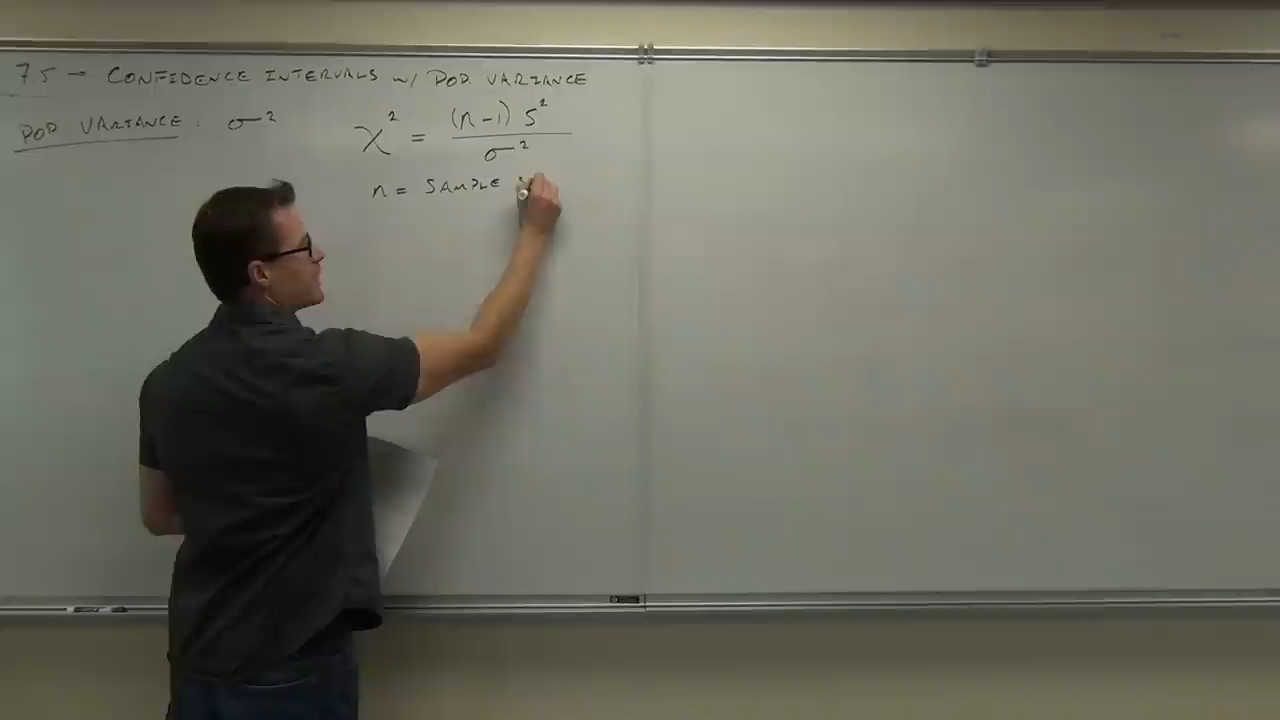 7.5 - CONFIDENCE INTERVALS w/ POP. VARIANCE
POP VARIANCE: σ²
χ² = (n-1) S² / σ²
n = SAMPLE